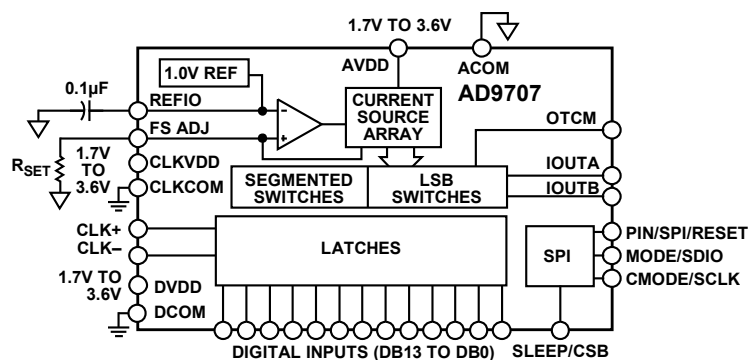 1.7V TO 3.6V
AVDD
ACOM
AD9707
1.0V REF
0.1µF
REFIO
FS ADJ
CURRENT
SOURCE
ARRAY
OTCM
RSET
1.7V
TO
3.6V
CLKVDD
CLKCOM
SEGMENTED
SWITCHES
LSB
SWITCHES
IOUTA
IOUTB
CLK+
CLK–
LATCHES
SPI
PIN/SPI/RESET
MODE/SDIO
CMODE/SCLK
1.7V TO
3.6V
DVDD
DCOM
DIGITAL INPUTS (DB13 TO DB0)
SLEEP/CSB